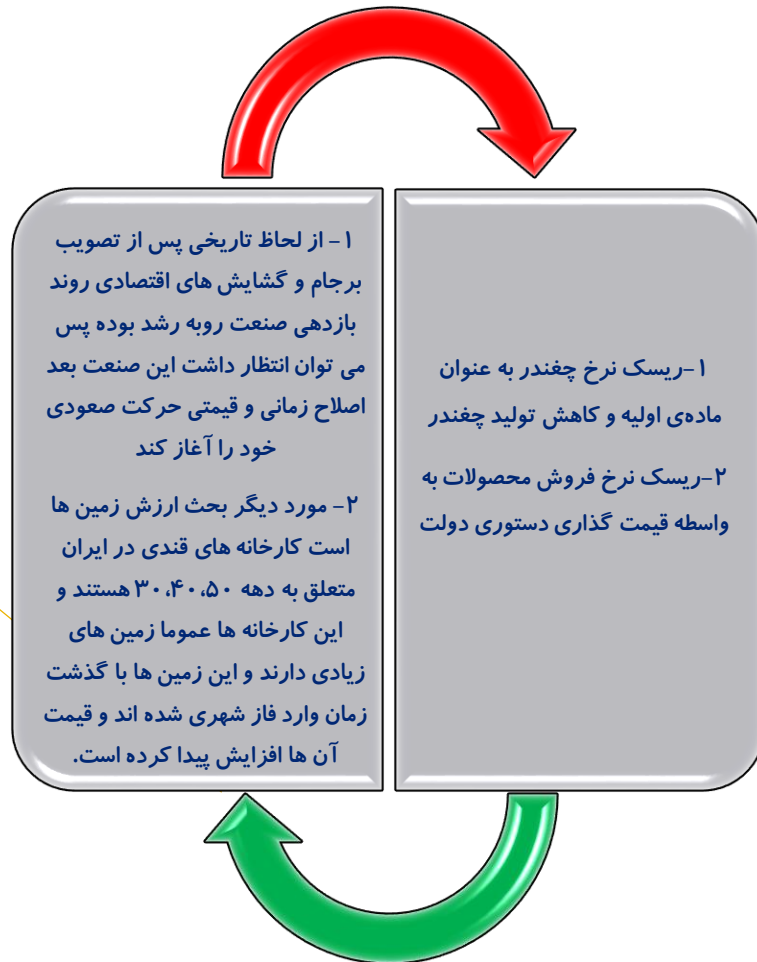 ۱-ریسک نرخ چغندر به عنوان
ماده‌ی اولیه و کاهش تولید چغندر
۲-ریسک نرخ فروش محصولات به
واسطه قیمت گذاری دستوری دولت
۱- از لحاظ تاریخی پس از تصویب
برجام و گشایش های اقتصادی روند
بازدهی صنعت روبه رشد بوده پس
می توان انتظار داشت این صنعت بعد
اصلاح زمانی و قیمتی حرکت صعودی
خود را آغاز کند
۲- مورد دیگر بحث ارزش زمین ها
است کارخانه های قندی در ایران
متعلق به دهه ۳۰،۴۰،۵۰ هستند و
این کارخانه ها عموما زمین های
زیادی دارند و این زمین ها با گذشت
زمان وارد فاز شهری شده اند و قیمت
آن ها افزایش پیدا کرده است.